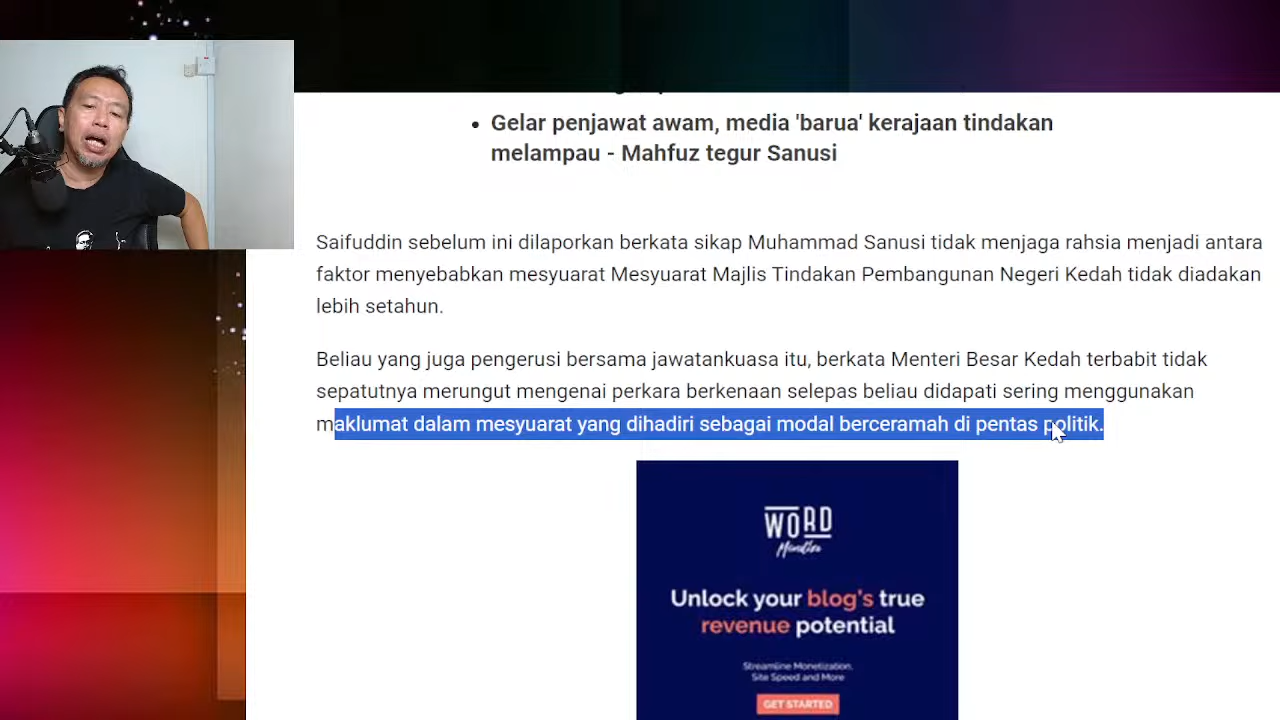 Gelar penjawat awam, media 'barua' kerajaan tindakan
melampau - Mahfuz tegur Sanusi
Saifuddin sebelum ini dilaporkan berkata sikap Muhammad Sanusi tidak menjaga rahsia menjadi antara
faktor menyebabkan mesyuarat Mesyuarat Majlis Tindakan Pembangunan Negeri Kedah tidak diadakan
lebih setahun.
Beliau yang juga pengerusi bersama jawatankuasa itu, berkata Menteri Besar Kedah terbabit tidak
sepatutnya merungut mengenai perkara berkenaan selepas beliau didapati sering menggunakan
maklumat dalam mesyuarat yang dihadiri sebagai modal berceramah di pentas politik.
WORD
Unlock your blog's true
revenue potential
Streamline Monetization,
Site Speed and More
GET STARTED